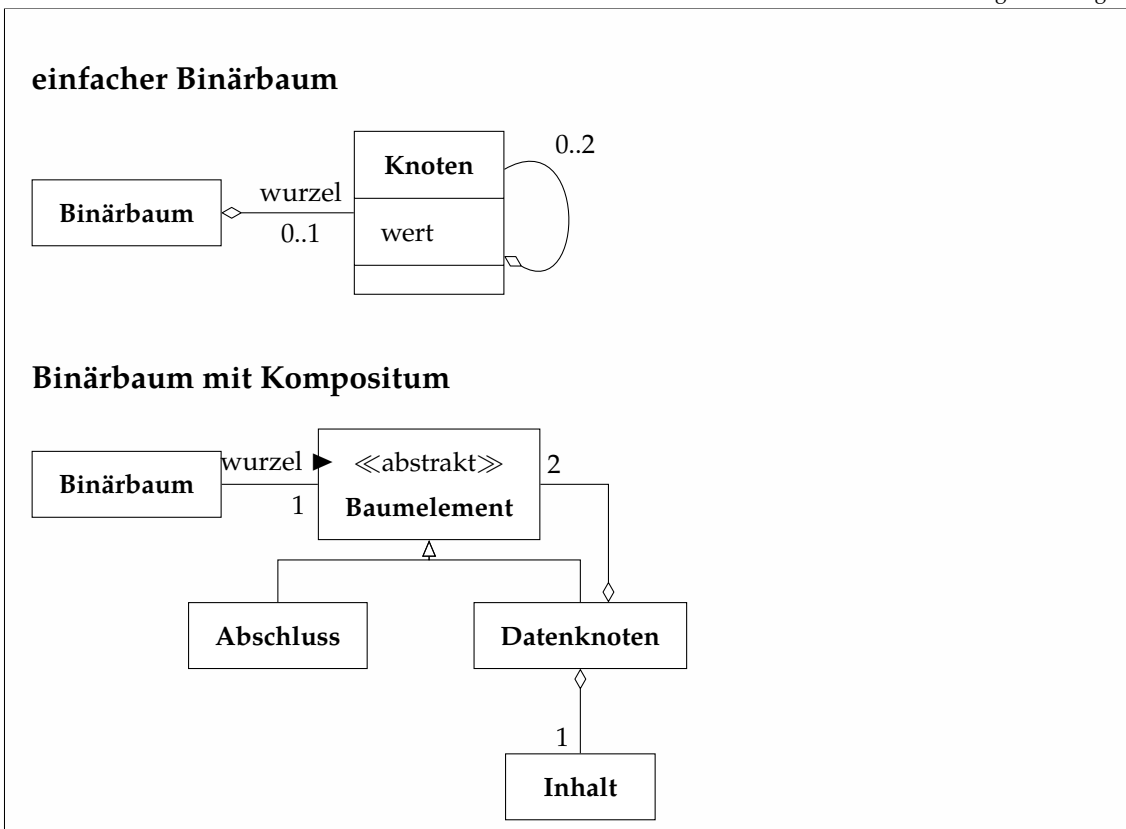 einfacher Binärbaum
0..2
Knoten
wurzel
Binärbaum
0..1
wert
Binärbaum mit Kompositum
wurzel ▶
≪abstrakt≫
2
Binärbaum
1
Baumelement
Abschluss
Datenknoten
1
Inhalt